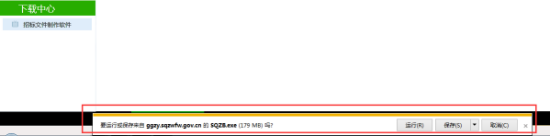 下载中心
招标文件制作软件
要运行或保存来自 ggzy.sqzwfw.gov.cn 的 SQZB.exe (179 MB) 吗?
运行(R)
保存(S)
取消(C)